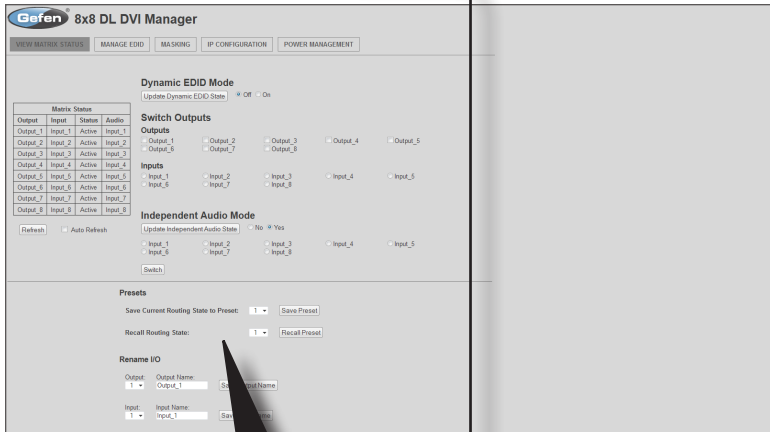 Gefen 8x8 DL DVI Manager
VIEW MATRIX STATUS MANAGE EDID MASKING IP CONFIGURATION POWER MANAGEMENT
Dynamic EDID Mode
Update Dynamic EDID State Off On
Matrix Status
Output Input Status Audio
Output_1 Input_1 Active Input_1
Output_2 Input_2 Active Input_2
Output_3 Input_3 Active Input_3
Output_4 Input_4 Active Input_4
Output_5 Input_5 Active Input_5
Output_6 Input_6 Active Input_6
Output_7 Input_7 Active Input_7
Output_8 Input_8 Active Input_8
Refresh Auto Refresh
Switch Outputs
Outputs
Output_1 Output_2 Output_3 Output_4 Output_5
Output_6 Output_7 Output_8
Inputs
Input_1 Input_2 Input_3 Input_4 Input_5
Input_6 Input_7 Input_8
Independent Audio Mode
Update Independent Audio State No Yes
Input_1 Input_2 Input_3 Input_4 Input_5
Input_6 Input_7 Input_8
Switch
Presets
Save Current Routing State to Preset: 1 Save Preset
Recall Routing State: 1 Recall Preset
Rename I/O
Output: Output Name:
1 Output_1 Name
Input: Input Name:
1 Input_1